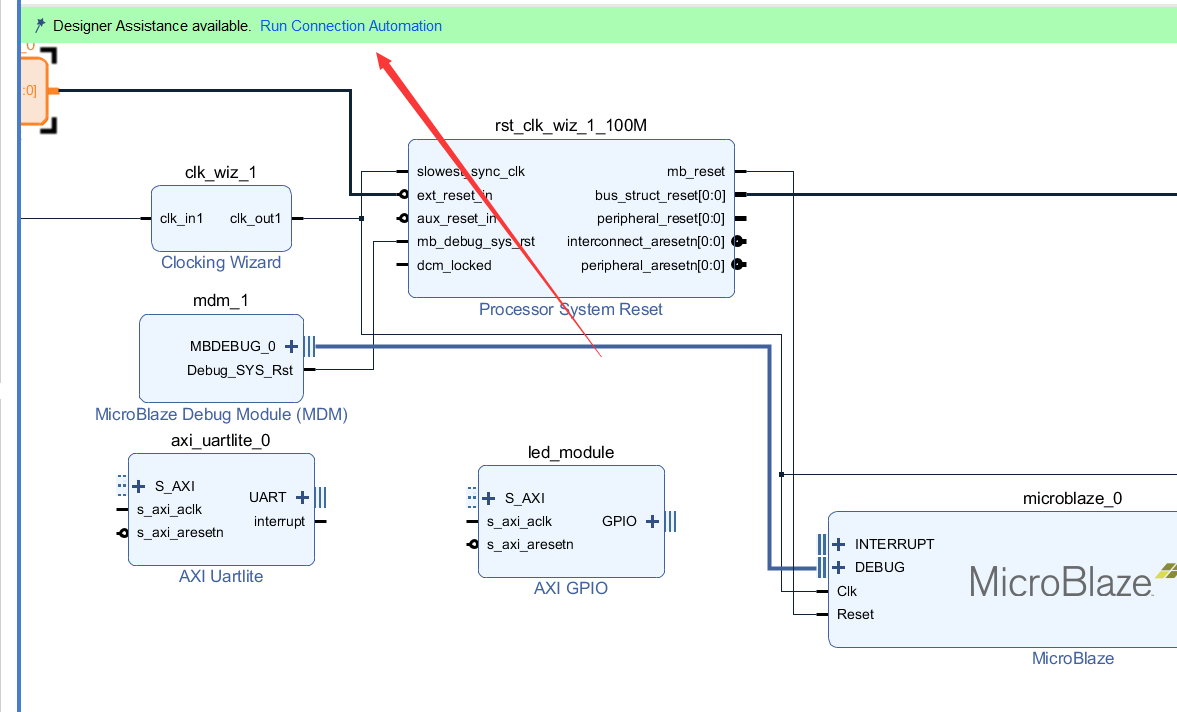 Designer Assistance available. Run Connection Automation
_0
:0]
rst_clk_wiz_1_100M
slowest_sync_clk
ext_reset_in
aux_reset_in
mb_debug_sys_rst
dcm_locked
mb_reset
bus_struct_reset[0:0]
peripheral_reset[0:0]
interconnect_aresetn[0:0]
peripheral_aresetn[0:0]
Processor System Reset
clk_wiz_1
clk_in1
clk_out1
Clocking Wizard
mdm_1
MBDEBUG_0
Debug_SYS_Rst
MicroBlaze Debug Module (MDM)
axi_uartlite_0
S_AXI
s_axi_aclk
s_axi_aresetn
UART
interrupt
AXI Uartlite
led_module
S_AXI
s_axi_aclk
s_axi_aresetn
GPIO
AXI GPIO
microblaze_0
INTERRUPT
DEBUG
Clk
Reset
MicroBlaze
MicroBlaze